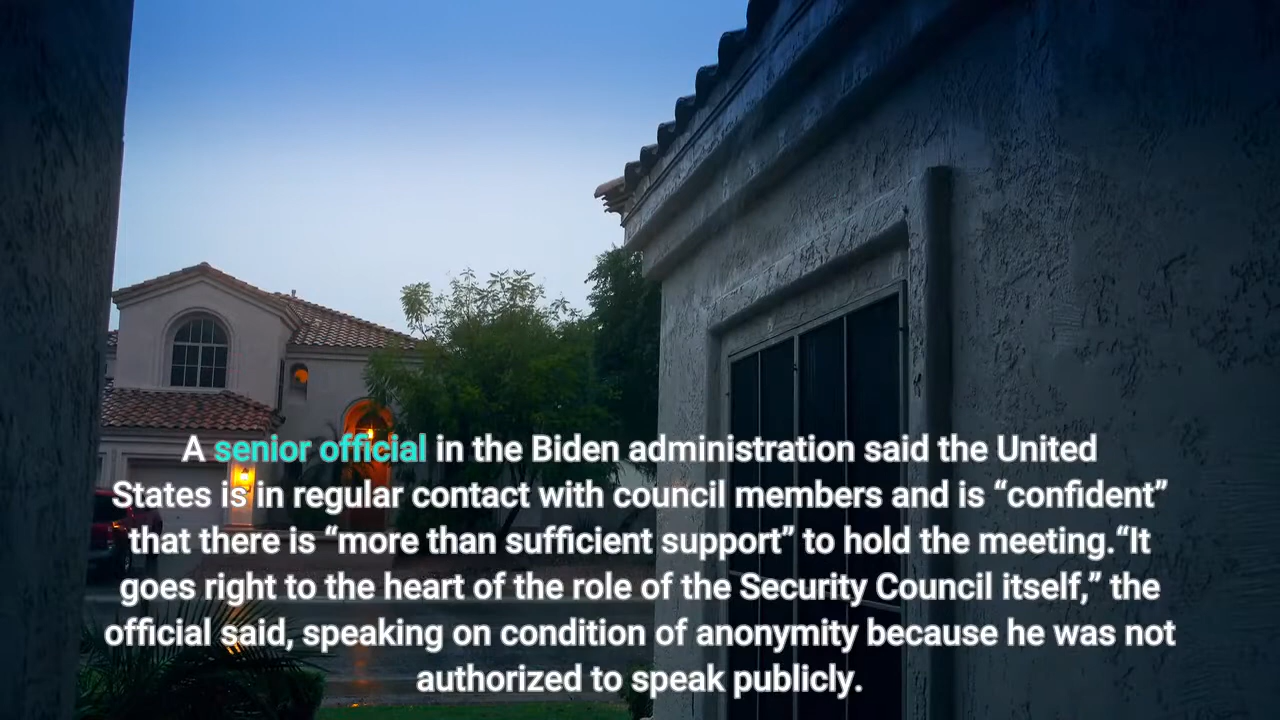 A senior official in the Biden administration said the United
States is in regular contact with council members and is “confident”
that there is “more than sufficient support” to hold the meeting.“It
goes right to the heart of the role of the Security Council itself,” the
official said, speaking on condition of anonymity because he was not
authorized to speak publicly.